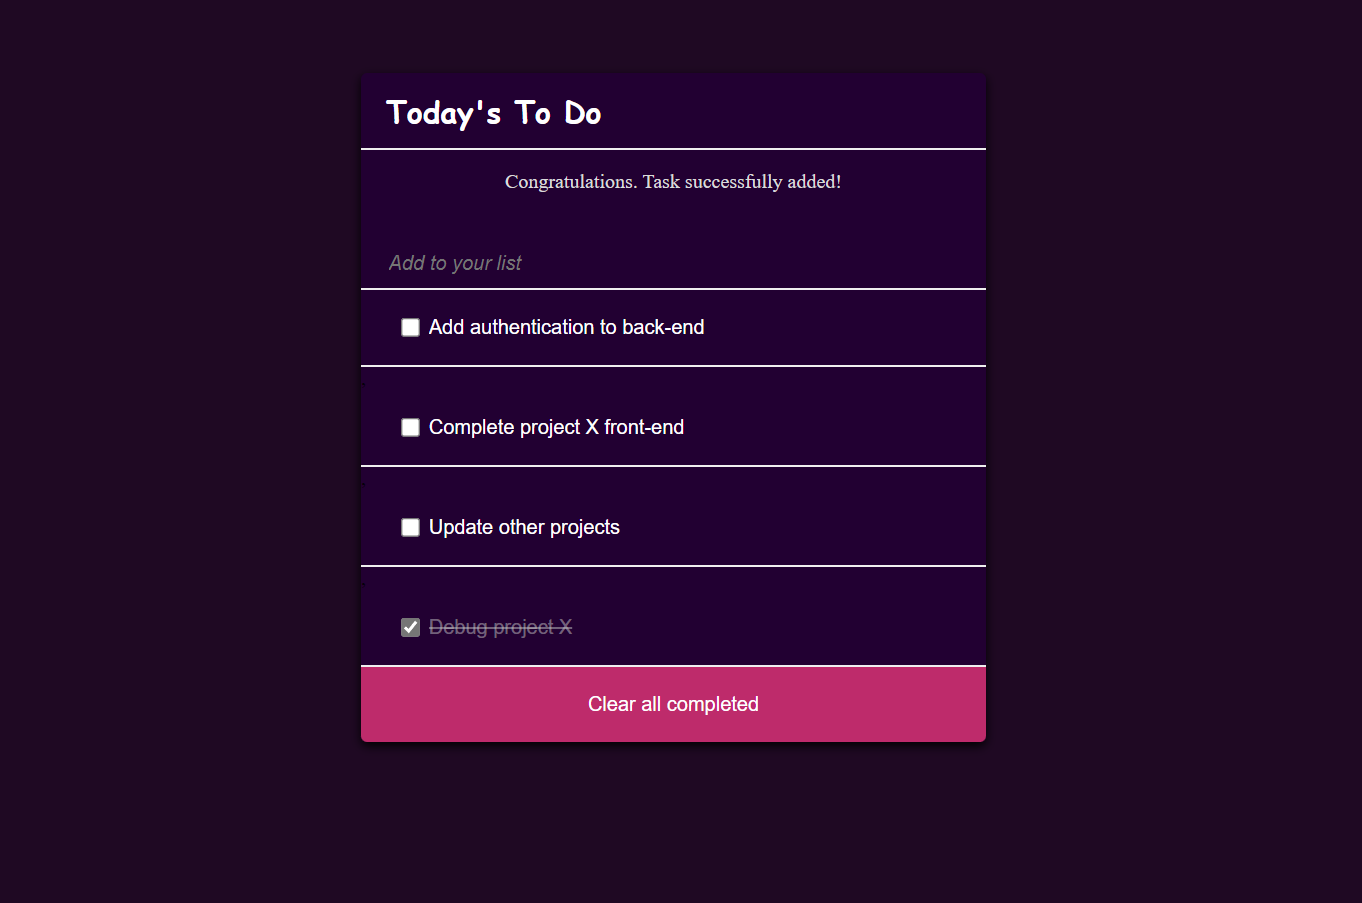 Today's To Do
Congratulations. Task successfully added!
Add to your list
Add authentication to back-end
Complete project X front-end
Update other projects
Debug project X
Clear all completed